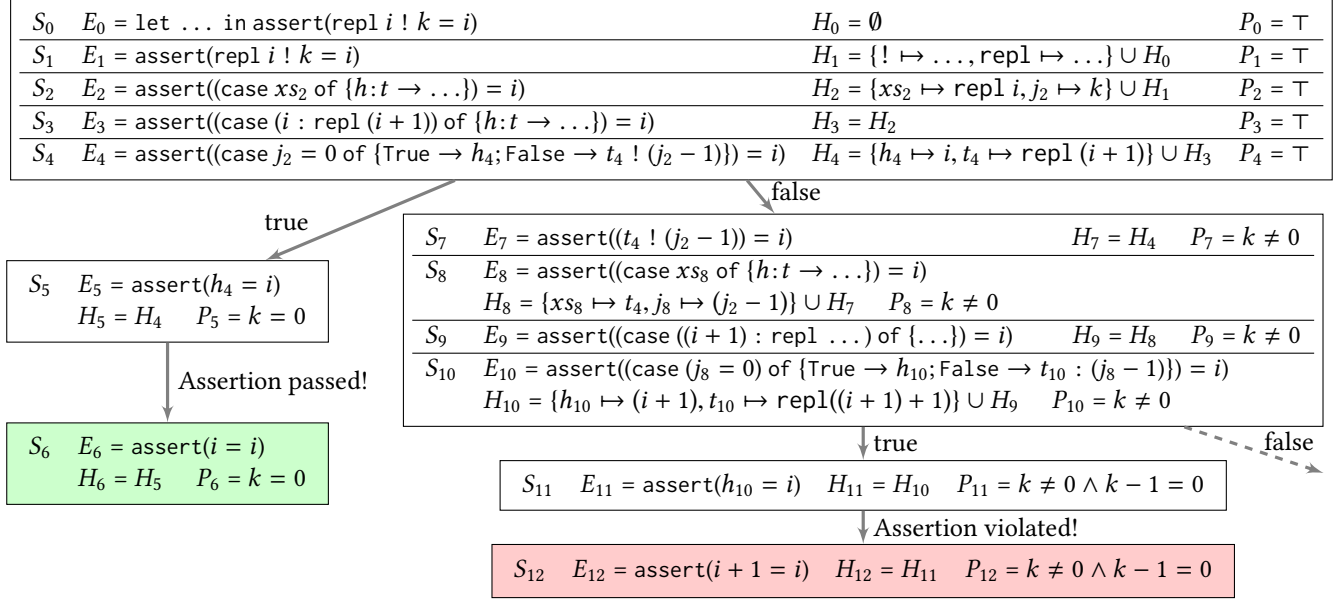 S₀ E₀ = let ... in assert(repl i ! k = i) H₀ = ∅ P₀ = ⊤
S₁ E₁ = assert(repl i ! k = i) H₁ = {! ↦ ..., repl ↦ ...} ∪ H₀ P₁ = ⊤
S₂ E₂ = assert((case xs₂ of {h:t → ...}) = i) H₂ = {xs₂ ↦ repl i, j₂ ↦ k} ∪ H₁ P₂ = ⊤
S₃ E₃ = assert((case (i : repl (i + 1)) of {h:t → ...}) = i) H₃ = H₂ P₃ = ⊤
S₄ E₄ = assert((case j₂ = 0 of {True → h₄; False → t₄ ! (j₂ − 1)}) = i) H₄ = {h₄ ↦ i, t₄ ↦ repl (i + 1)} ∪ H₃ P₄ = ⊤
true
false
S₅ E₅ = assert(h₄ = i)
H₅ = H₄ P₅ = k = 0
Assertion passed!
S₆ E₆ = assert(i = i)
H₆ = H₅ P₆ = k = 0
S₇ E₇ = assert((t₄ ! (j₂ − 1)) = i) H₇ = H₄ P₇ = k ≠ 0
S₈ E₈ = assert((case xs₈ of {h:t → ...}) = i)
H₈ = {xs₈ ↦ t₄, j₈ ↦ (j₂ − 1)} ∪ H₇ P₈ = k ≠ 0
S₉ E₉ = assert((case ((i + 1) : repl ...) of {...}) = i) H₉ = H₈ P₉ = k ≠ 0
S₁₀ E₁₀ = assert((case (j₈ = 0) of {True → h₁₀; False → t₁₀ : (j₈ − 1)}) = i)
H₁₀ = {h₁₀ ↦ (i + 1), t₁₀ ↦ repl((i + 1) + 1)} ∪ H₉ P₁₀ = k ≠ 0
true
false
S₁₁ E₁₁ = assert(h₁₀ = i) H₁₁ = H₁₀ P₁₁ = k ≠ 0 ∧ k − 1 = 0
Assertion violated!
S₁₂ E₁₂ = assert(i + 1 = i) H₁₂ = H₁₁ P₁₂ = k ≠ 0 ∧ k − 1 = 0